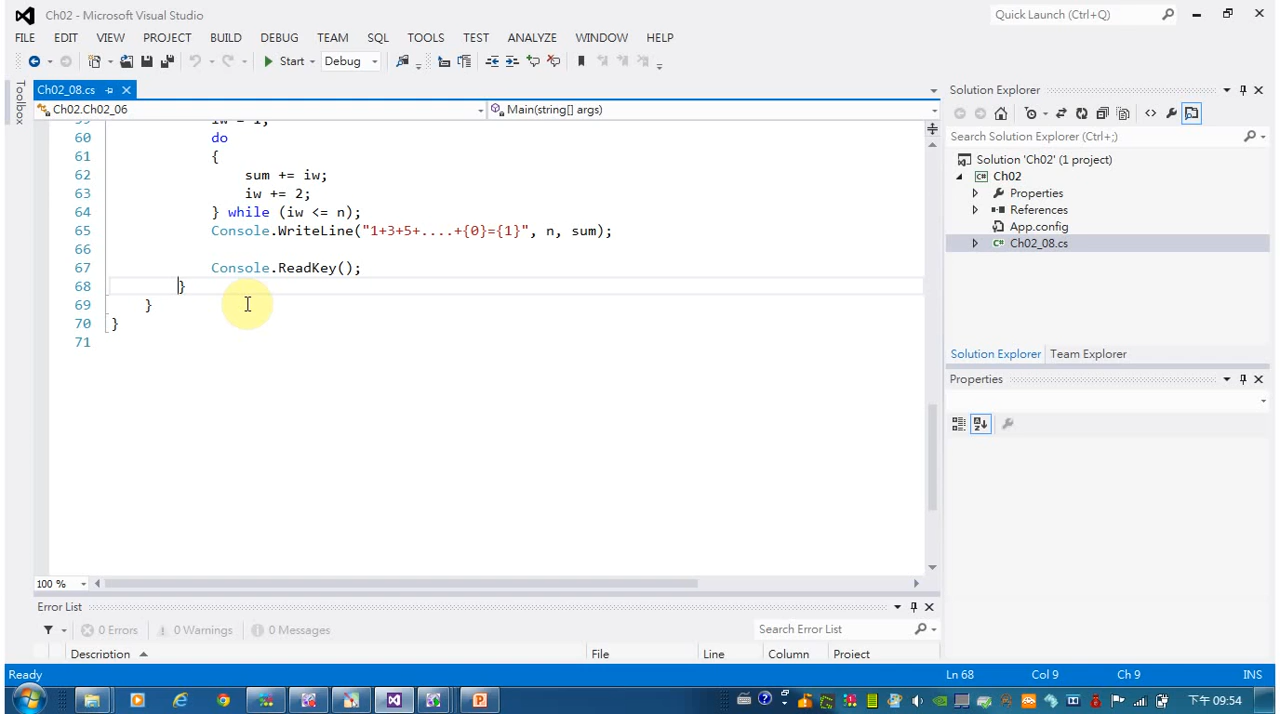 Ch02 - Microsoft Visual Studio
Quick Launch (Ctrl+Q)
FILE EDIT VIEW PROJECT BUILD DEBUG TEAM SQL TOOLS TEST ANALYZE WINDOW HELP
Start Debug
Toolbox
Ch02_08.cs
Ch02.Ch02_06
Main(string[] args)
59 iw = 1;
60 do
61 {
62 sum += iw;
63 iw += 2;
64 } while (iw <= n);
65 Console.WriteLine("1+3+5+....+{0}={1}", n, sum);
66
67 Console.ReadKey();
68 }
69 }
70 }
71
100 %
Solution Explorer
Search Solution Explorer (Ctrl+;)
Solution 'Ch02' (1 project)
C# Ch02
Properties
References
App.config
C# Ch02_08.cs
Solution Explorer Team Explorer
Properties
Error List
0 Errors 0 Warnings 0 Messages
Search Error List
Description File Line Column Project
Ready Ln 68 Col 9 Ch 9 INS
下午 09:54